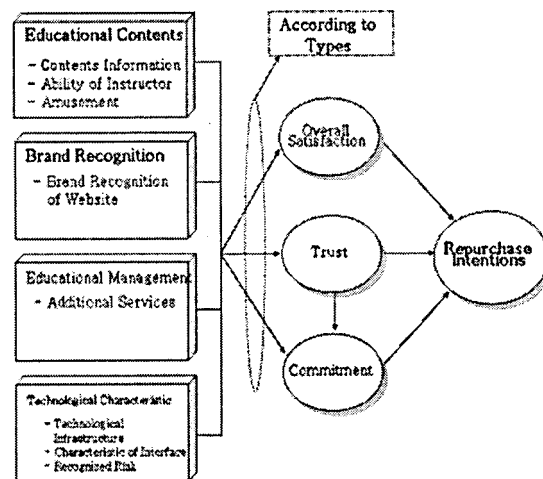 Educational Contents
- Contents Information
- Ability of Instructor
- Amusement
Brand Recognition
- Brand Recognition
of Website
Educational Management
- Additional Services
Technological Characteristic
- Technological
Infrastructure
- Characteristic of Interface
- Recognized Risk
According to
Types
Overall
Satisfaction
Trust
Commitment
Repurchase
Intentions